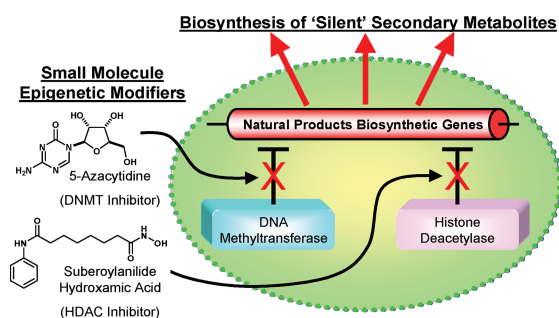 Biosynthesis of ‘Silent’ Secondary Metabolites
Small Molecule
Epigenetic Modifiers
Natural Products Biosynthetic Genes
HO
OH
O
N
N
O
N
H₂N
OH
5-Azacytidine
(DNMT Inhibitor)
DNA
Methyltransferase
Histone
Deacetylase
O
H
N
OH
N
H
O
Suberoylanilide
Hydroxamic Acid
(HDAC Inhibitor)